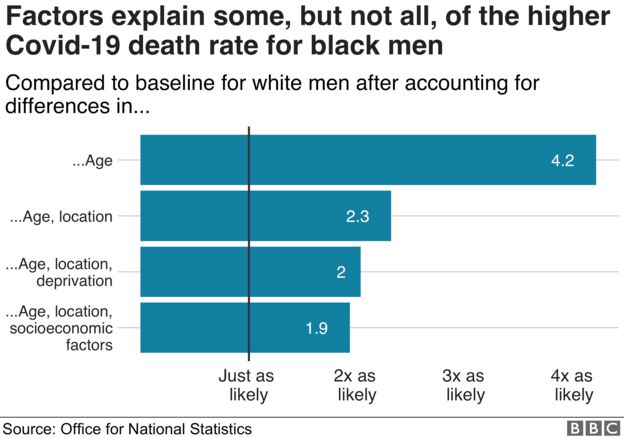 Factors explain some, but not all, of the higher
Covid-19 death rate for black men
Compared to baseline for white men after accounting for
differences in...
...Age
4.2
...Age, location
2.3
...Age, location,
deprivation
2
...Age, location,
socioeconomic
factors
1.9
Just as
likely
2x as
likely
3x as
likely
4x as
likely
Source: Office for National Statistics
BBC